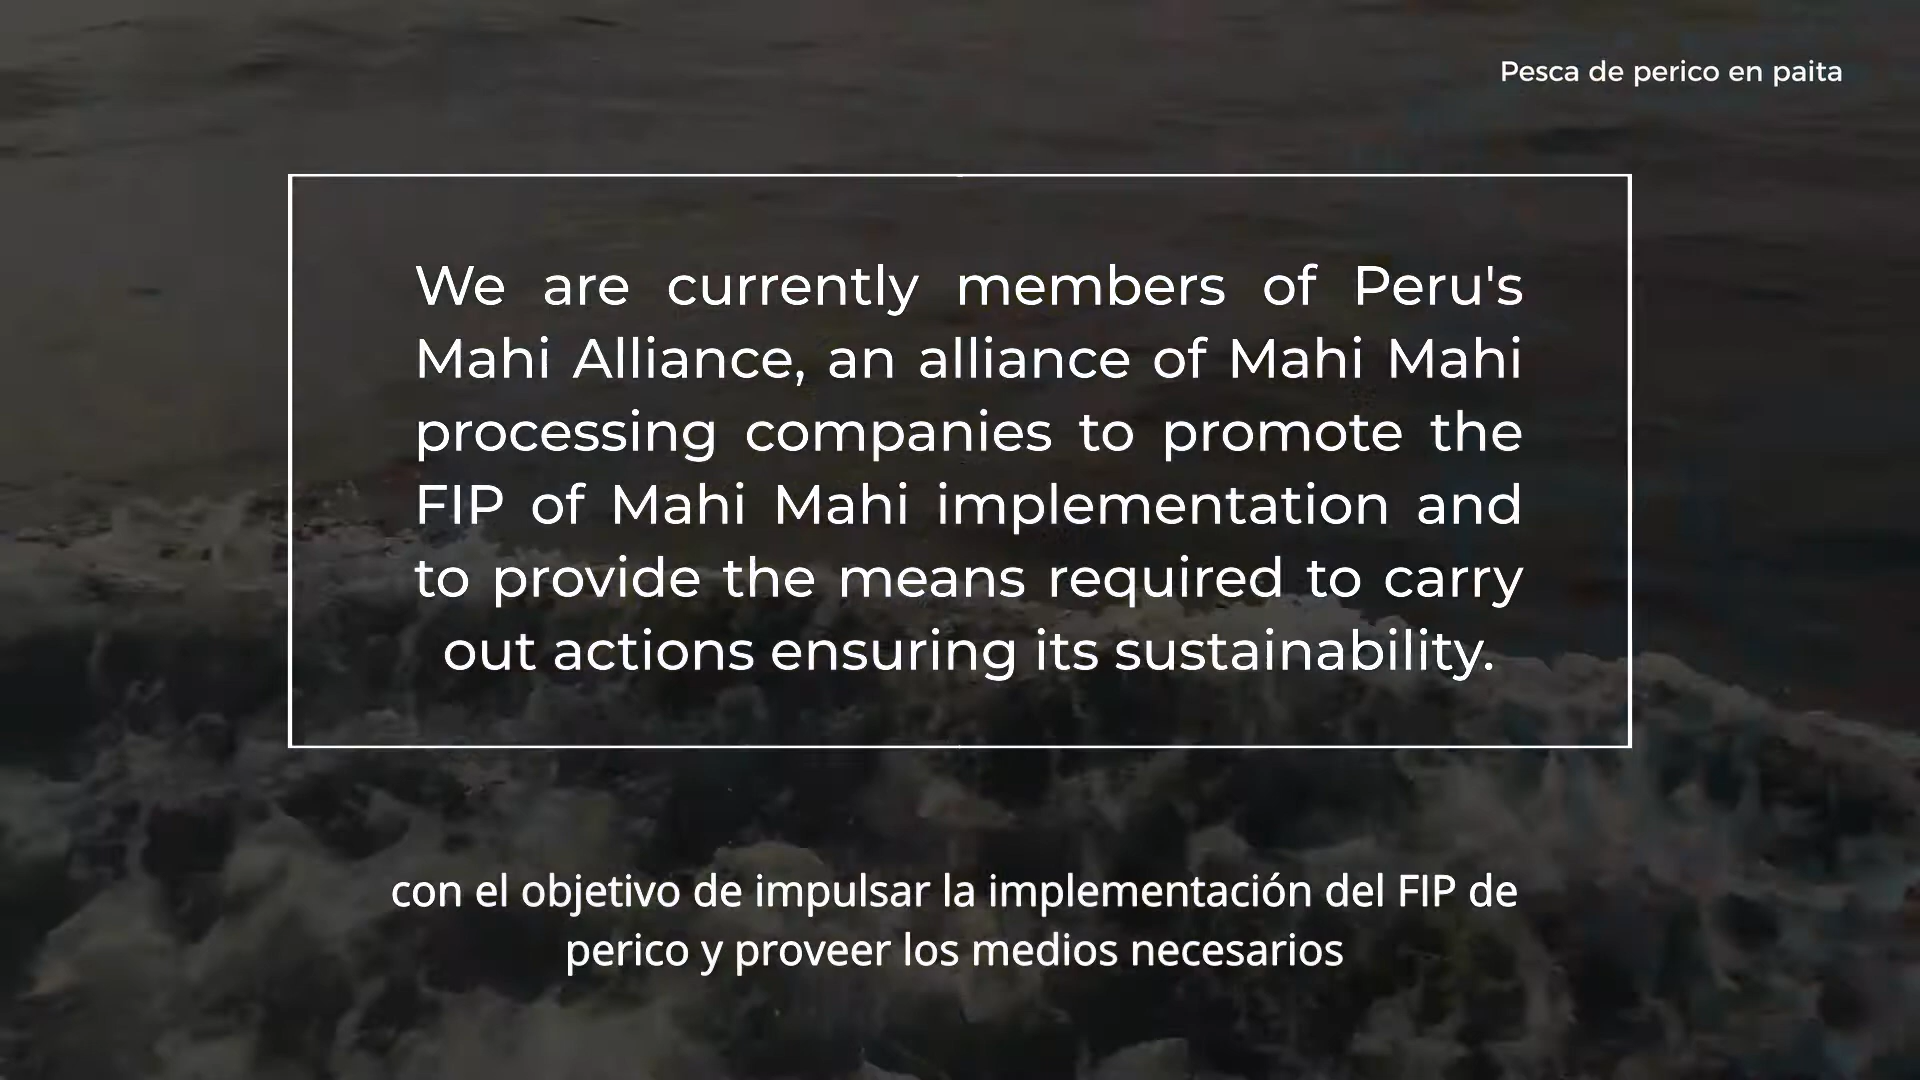 Pesca de perico en paita
We are currently members of Peru's
Mahi Alliance, an alliance of Mahi Mahi
processing companies to promote the
FIP of Mahi Mahi implementation and
to provide the means required to carry
out actions ensuring its sustainability.
con el objetivo de impulsar la implementación del FIP de
perico y proveer los medios necesarios